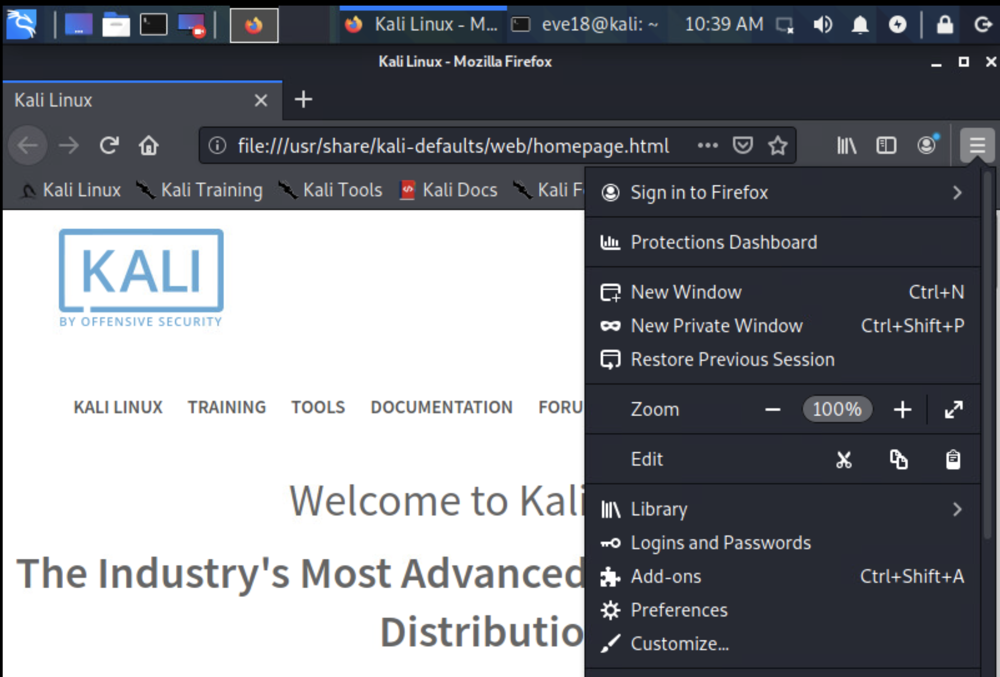 Kali Linux - M...
eve18@kali: ~
10:39 AM
Kali Linux - Mozilla Firefox
Kali Linux
file:///usr/share/kali-defaults/web/homepage.html
Kali Linux
Kali Training
Kali Tools
Kali Docs
Kali F
Sign in to Firefox
Protections Dashboard
New Window Ctrl+N
New Private Window Ctrl+Shift+P
Restore Previous Session
Zoom 100%
Edit
Library
Logins and Passwords
Add-ons Ctrl+Shift+A
Preferences
Customize...
KALI
BY OFFENSIVE SECURITY
KALI LINUX TRAINING TOOLS DOCUMENTATION FORU
Welcome to Kali
The Industry's Most Advanced
Distributio